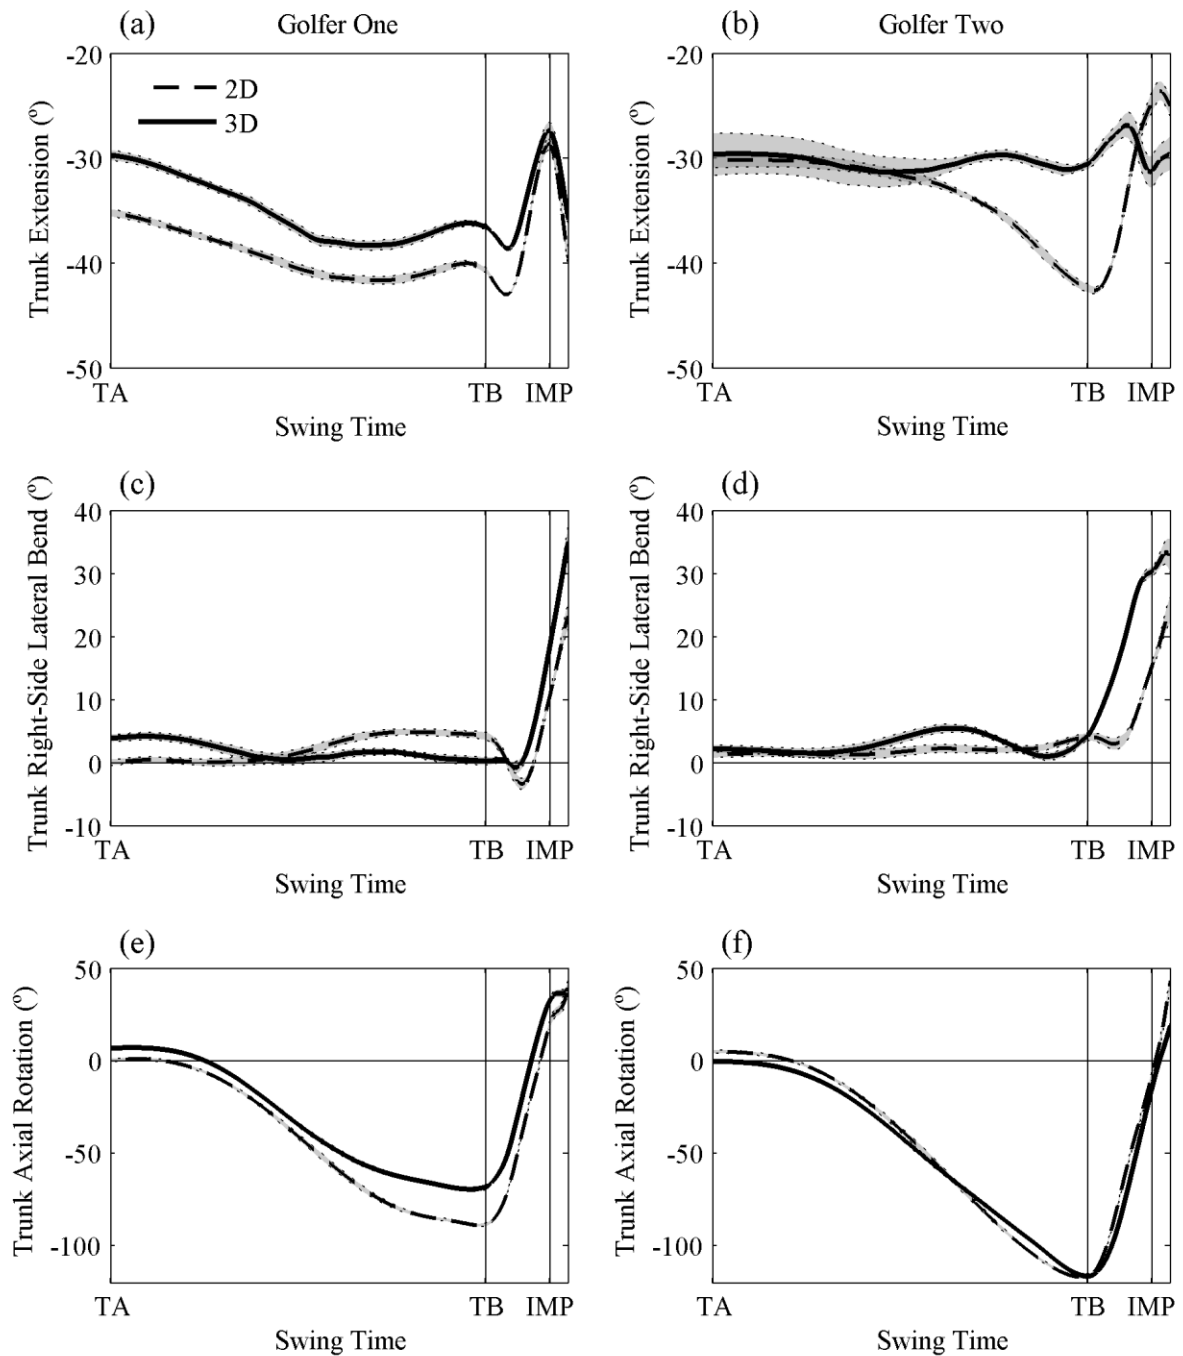 (a) Golfer One
(b) Golfer Two
Trunk Extension (º)
-20
-30
-40
-50
2D
3D
TA TB IMP
Swing Time
Trunk Extension (º)
-20
-30
-40
-50
TA TB IMP
Swing Time
(c)
Trunk Right-Side Lateral Bend (º)
40
30
20
10
0
-10
TA TB IMP
Swing Time
(d)
Trunk Right-Side Lateral Bend (º)
40
30
20
10
0
-10
TA TB IMP
Swing Time
(e)
Trunk Axial Rotation (º)
50
0
-50
-100
TA TB IMP
Swing Time
(f)
Trunk Axial Rotation (º)
50
0
-50
-100
TA TB IMP
Swing Time